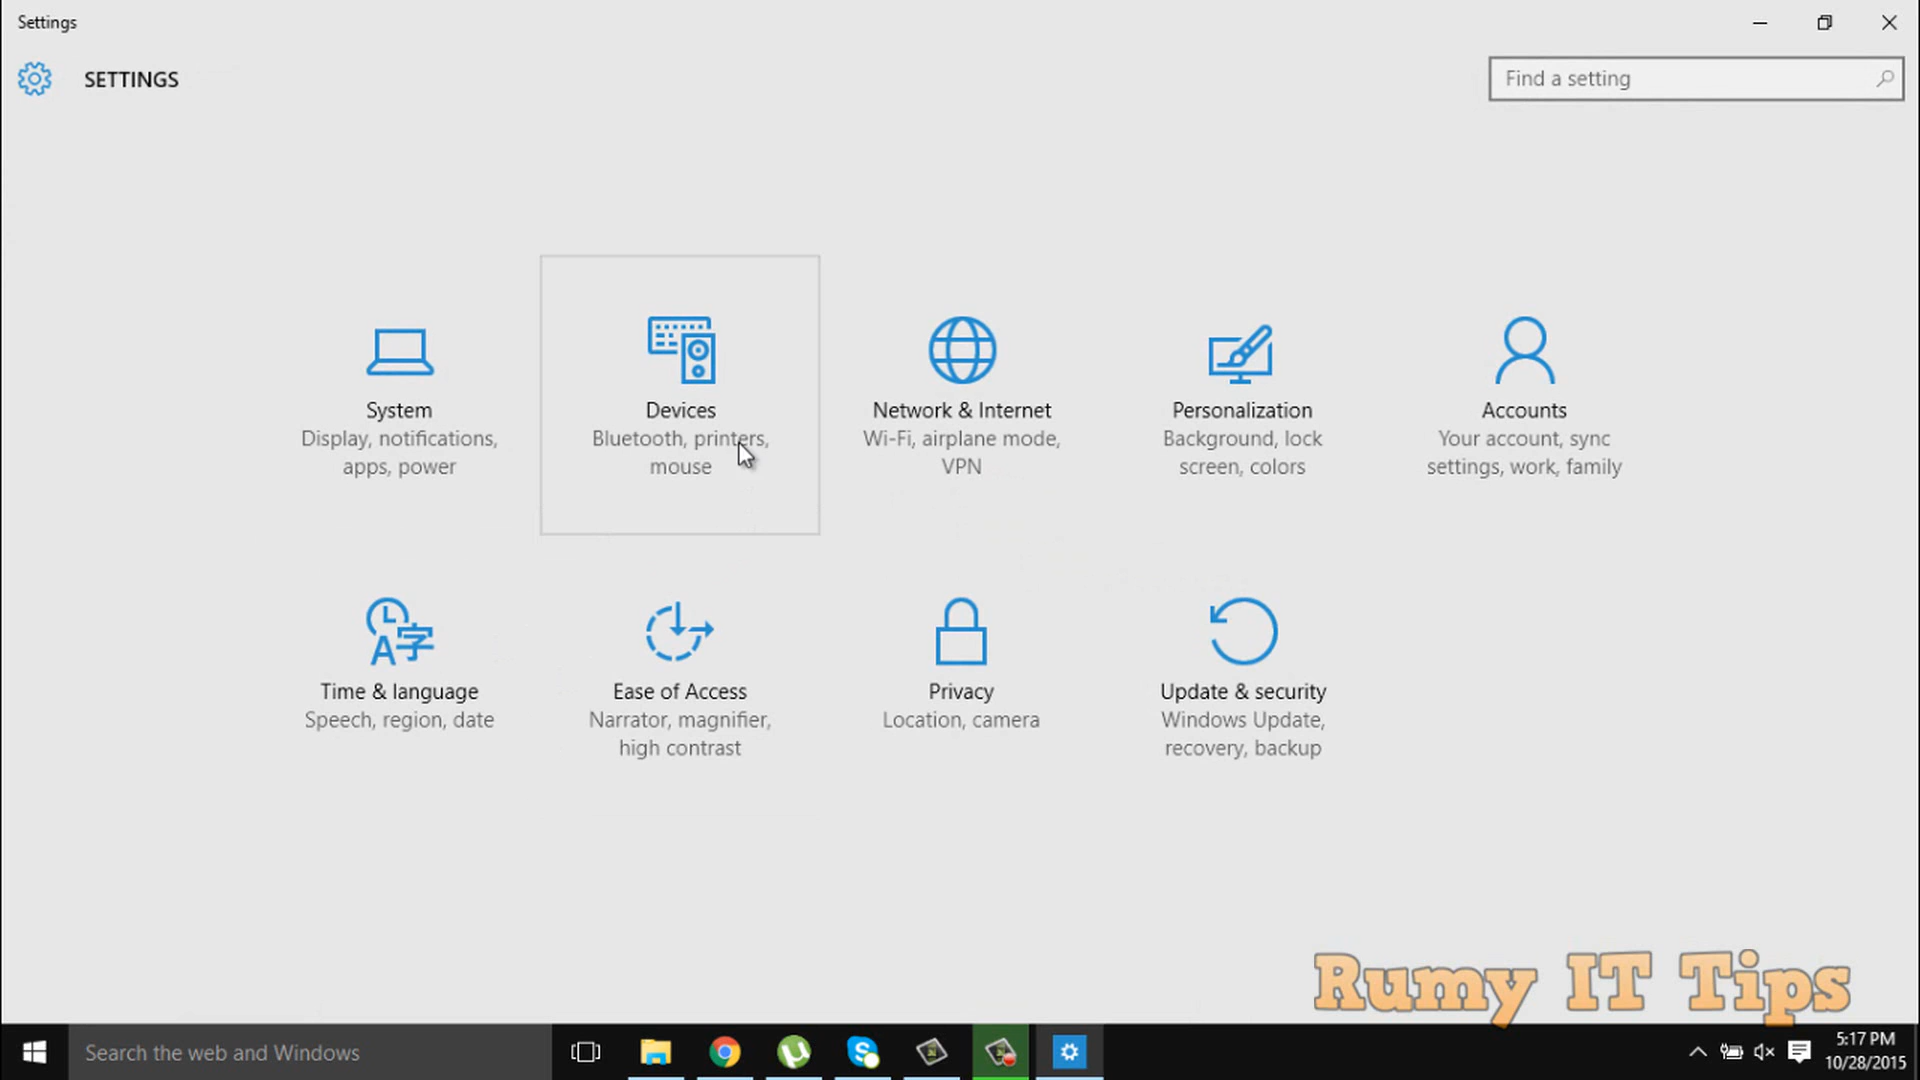 Settings
SETTINGS
Find a setting
System
Display, notifications,
apps, power
Devices
Bluetooth, printers,
mouse
Network & Internet
Wi-Fi, airplane mode,
VPN
Personalization
Background, lock
screen, colors
Accounts
Your account, sync
settings, work, family
Time & language
Speech, region, date
Ease of Access
Narrator, magnifier,
high contrast
Privacy
Location, camera
Update & security
Windows Update,
recovery, backup
Rumy IT Tips
Search the web and Windows
5:17 PM
10/28/2015